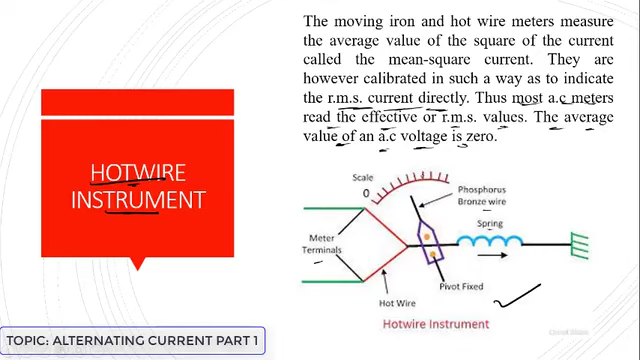 The moving iron and hot wire meters measure
the average value of the square of the current
called the mean-square current. They are
however calibrated in such a way as to indicate
the r.m.s. current directly. Thus most a.c meters
read the effective or r.m.s. values. The average
value of an a.c voltage is zero.
HOTWIRE
INSTRUMENT
Scale
0
Phosphorus
Bronze wire
Spring
Meter
Terminals
Hot Wire
Pivot Fixed
Hotwire Instrument
TOPIC: ALTERNATING CURRENT PART 1